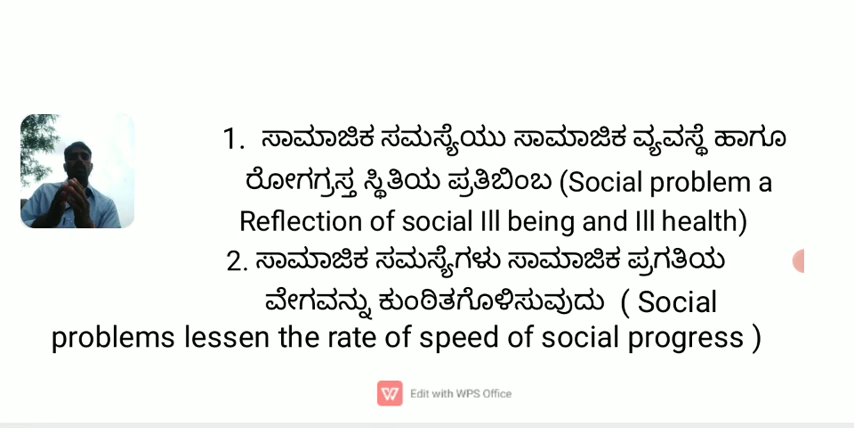 1. ಸಾಮಾಜಿಕ ಸಮಸ್ಯೆಯು ಸಾಮಾಜಿಕ ವ್ಯವಸ್ಥೆ ಹಾಗೂ
ರೋಗಗ್ರಸ್ತ ಸ್ಥಿತಿಯ ಪ್ರತಿಬಿಂಬ (Social problem a
Reflection of social Ill being and Ill health)
2. ಸಾಮಾಜಿಕ ಸಮಸ್ಯೆಗಳು ಸಾಮಾಜಿಕ ಪ್ರಗತಿಯ
ವೇಗವನ್ನು ಕುಂಠಿತಗೊಳಿಸುವುದು ( Social
problems lessen the rate of speed of social progress )
Edit with WPS Office